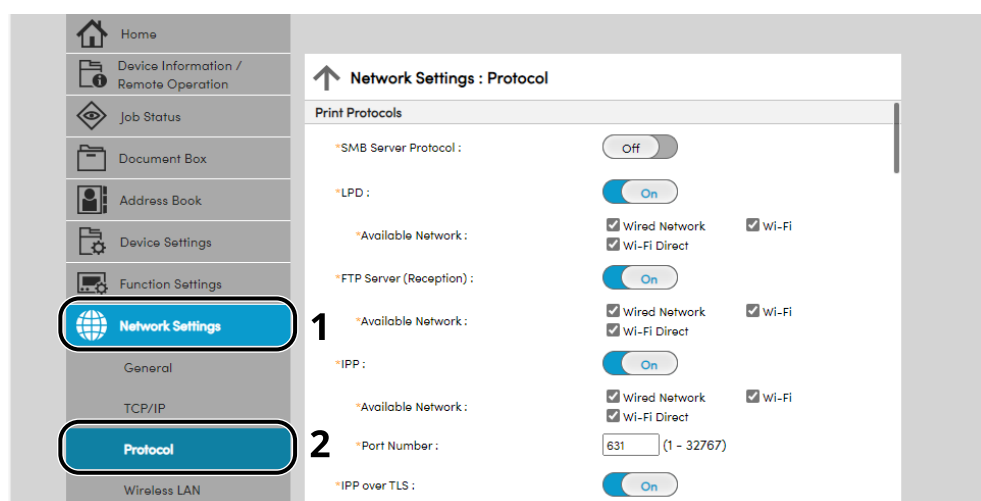 Home
Device Information /
Remote Operation
Job Status
Document Box
Address Book
Device Settings
Function Settings
Network Settings
1
General
TCP/IP
Protocol
2
Wireless LAN
Network Settings : Protocol
Print Protocols
*SMB Server Protocol :
Off
*LPD :
On
*Available Network :
Wired Network
Wi-Fi
Wi-Fi Direct
*FTP Server (Reception) :
On
*Available Network :
Wired Network
Wi-Fi
Wi-Fi Direct
*IPP :
On
*Available Network :
Wired Network
Wi-Fi
Wi-Fi Direct
*Port Number :
631 (1 - 32767)
*IPP over TLS :
On